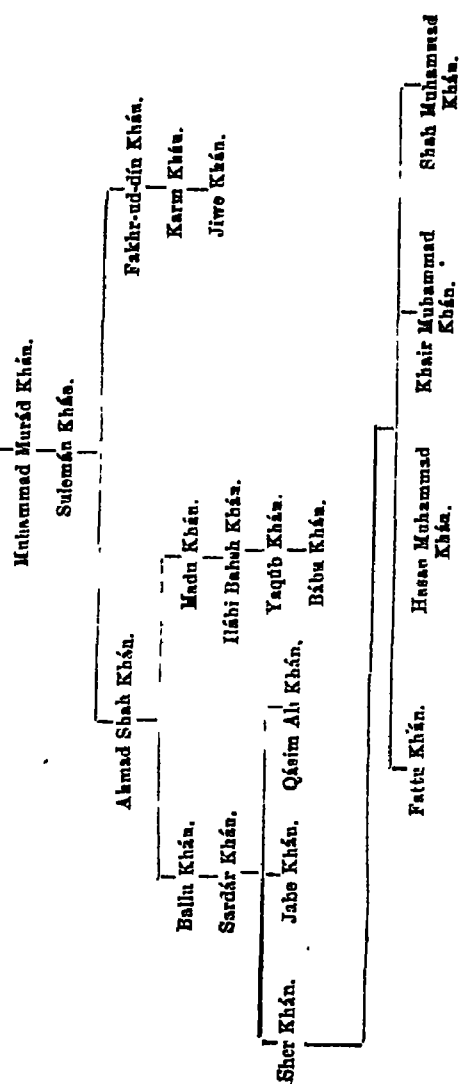 Muhammad Murád Khán.
Sulemán Khán.
Ahmad Shah Khán.
Fakhr-ud-dín Khán.
Ballu Khán.
Madu Khán.
Karm Khán.
Sardár Khán.
Iláhi Bahsh Khán.
Jiwe Khán.
Sher Khán.
Jabe Khán.
Qásim Ali Khán.
Yaqúb Khán.
Bábu Khán.
Fattu Khán.
Hasan Muhammad
Khán.
Khair Muhammad
Khán.
Shah Muhammad
Khán.